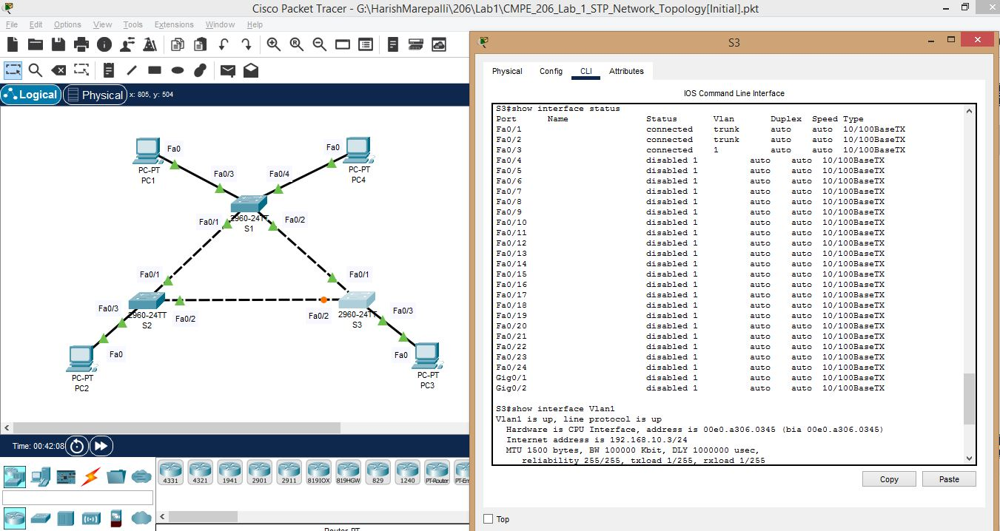 Cisco Packet Tracer - G:\HarishMarepalli\206\Lab1\CMPE_206_Lab_1_STP_Network_Topology[Initial].pkt
File Edit Options View Tools Extensions Window Help
Logical Physical x: 805, y: 504
Fa0
Fa0
PC-PT
PC1
PC-PT
PC4
Fa0/3
Fa0/4
2960-24TT
S1
Fa0/1
Fa0/2
Fa0/1
Fa0/1
Fa0/3
2960-24TT
S2
Fa0/2
Fa0/2
2960-24TT
S3
Fa0/3
Fa0
Fa0
PC-PT
PC2
PC-PT
PC3
Time: 00:42:08
4331 4321 1941 2901 2911 819IOX 819HGW 829 1240 PT-Router PT-Em
Router-PT
S3
Physical Config CLI Attributes
IOS Command Line Interface
S3#show interface status
Port Name Status Vlan Duplex Speed Type
Fa0/1 connected trunk auto auto 10/100BaseTX
Fa0/2 connected trunk auto auto 10/100BaseTX
Fa0/3 connected 1 auto auto 10/100BaseTX
Fa0/4 disabled 1 auto auto 10/100BaseTX
Fa0/5 disabled 1 auto auto 10/100BaseTX
Fa0/6 disabled 1 auto auto 10/100BaseTX
Fa0/7 disabled 1 auto auto 10/100BaseTX
Fa0/8 disabled 1 auto auto 10/100BaseTX
Fa0/9 disabled 1 auto auto 10/100BaseTX
Fa0/10 disabled 1 auto auto 10/100BaseTX
Fa0/11 disabled 1 auto auto 10/100BaseTX
Fa0/12 disabled 1 auto auto 10/100BaseTX
Fa0/13 disabled 1 auto auto 10/100BaseTX
Fa0/14 disabled 1 auto auto 10/100BaseTX
Fa0/15 disabled 1 auto auto 10/100BaseTX
Fa0/16 disabled 1 auto auto 10/100BaseTX
Fa0/17 disabled 1 auto auto 10/100BaseTX
Fa0/18 disabled 1 auto auto 10/100BaseTX
Fa0/19 disabled 1 auto auto 10/100BaseTX
Fa0/20 disabled 1 auto auto 10/100BaseTX
Fa0/21 disabled 1 auto auto 10/100BaseTX
Fa0/22 disabled 1 auto auto 10/100BaseTX
Fa0/23 disabled 1 auto auto 10/100BaseTX
Fa0/24 disabled 1 auto auto 10/100BaseTX
Gig0/1 disabled 1 auto auto 10/100BaseTX
Gig0/2 disabled 1 auto auto 10/100BaseTX
S3#show interface Vlan1
Vlan1 is up, line protocol is up
Hardware is CPU Interface, address is 00e0.a306.0345 (bia 00e0.a306.0345)
Internet address is 192.168.10.3/24
MTU 1500 bytes, BW 100000 Kbit, DLY 1000000 usec,
reliability 255/255, txload 1/255, rxload 1/255
Copy Paste
Top